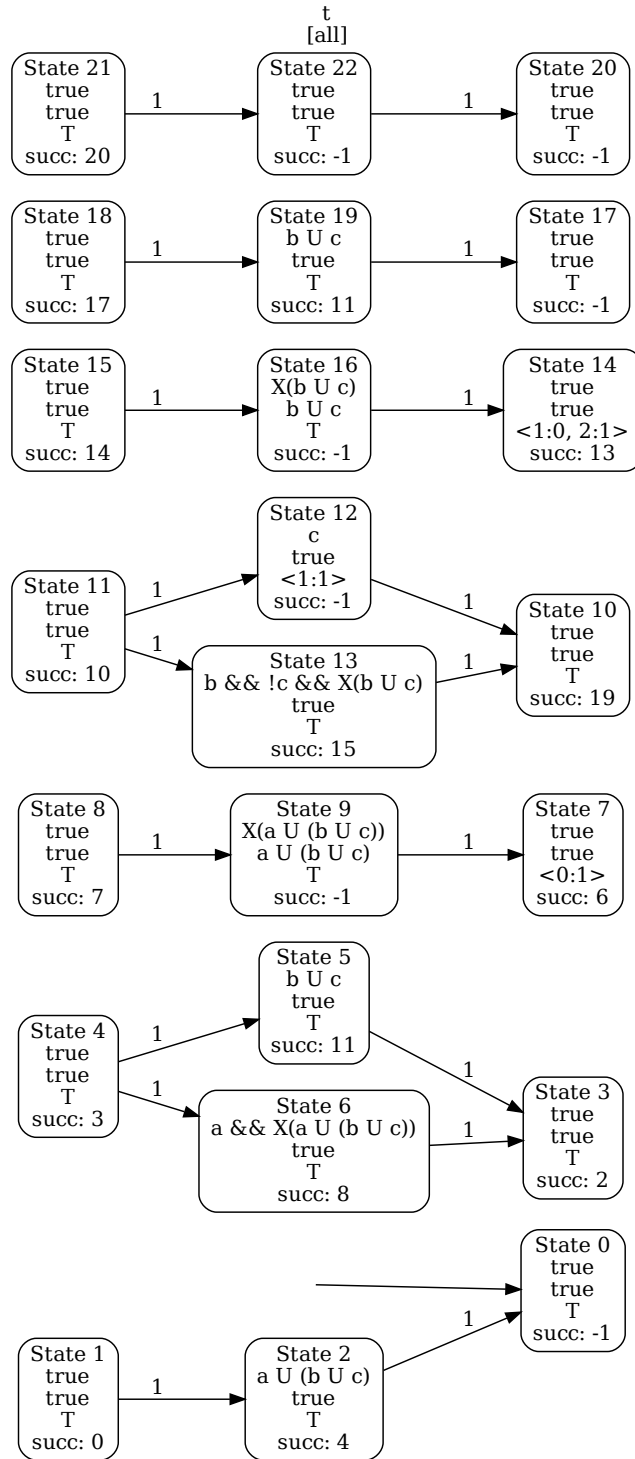 t
[all]
State 21
true
true
T
succ: 20
1
State 22
true
true
T
succ: -1
1
State 20
true
true
T
succ: -1
State 18
true
true
T
succ: 17
1
State 19
b U c
true
T
succ: 11
1
State 17
true
true
T
succ: -1
State 15
true
true
T
succ: 14
1
State 16
X(b U c)
b U c
T
succ: -1
1
State 14
true
true
<1:0, 2:1>
succ: 13
State 11
true
true
T
succ: 10
1
1
State 12
c
true
<1:1>
succ: -1
State 13
b && !c && X(b U c)
true
T
succ: 15
1
1
State 10
true
true
T
succ: 19
State 8
true
true
T
succ: 7
1
State 9
X(a U (b U c))
a U (b U c)
T
succ: -1
1
State 7
true
true
<0:1>
succ: 6
State 4
true
true
T
succ: 3
1
1
State 5
b U c
true
T
succ: 11
State 6
a && X(a U (b U c))
true
T
succ: 8
1
1
State 3
true
true
T
succ: 2
State 1
true
true
T
succ: 0
1
State 2
a U (b U c)
true
T
succ: 4
1
State 0
true
true
T
succ: -1